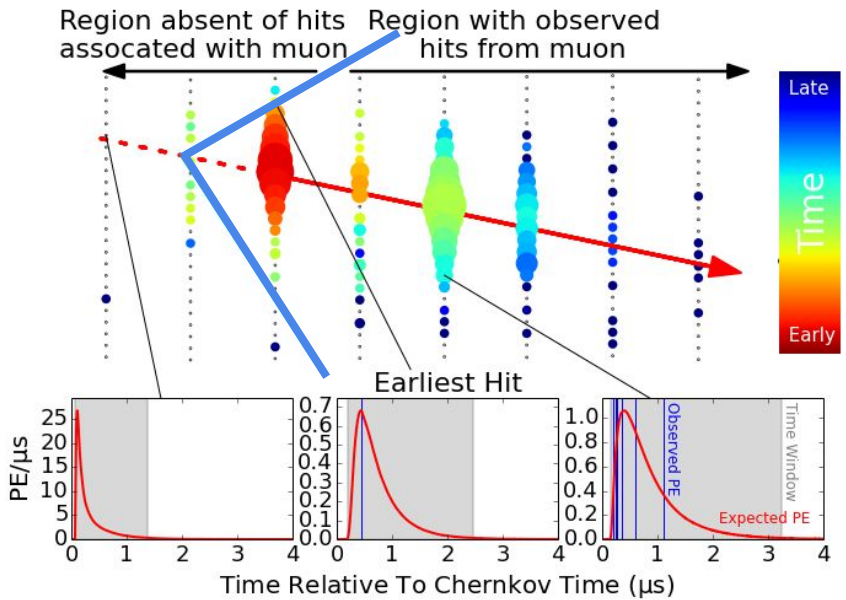 Region absent of hits
assocated with muon
Region with observed
hits from muon
Late
Time
Early
Earliest Hit
PE/μs
25
20
15
10
5
0
0 1 2 3 4
0.7
0.6
0.5
0.4
0.3
0.2
0.1
0.0
0 1 2 3 4
1.0
0.8
0.6
0.4
0.2
0.0
0 1 2 3 4
Observed PE
Time Window
Expected PE
Time Relative To Chernkov Time (μs)